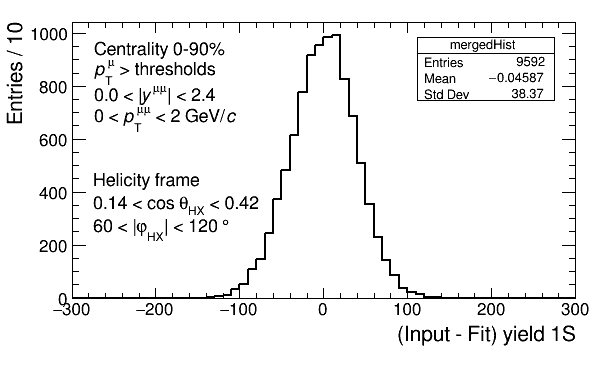 Entries / 10
1000
800
600
400
200
0
Centrality 0-90%
p_T^μ > thresholds
0.0 < |y^μμ| < 2.4
0 < p_T^μμ < 2 GeV/c
Helicity frame
0.14 < cos θ_HX < 0.42
60 < |φ_HX| < 120 °
mergedHist
Entries 9592
Mean −0.04587
Std Dev 38.37
−300 −200 −100 0 100 200 300
(Input - Fit) yield 1S